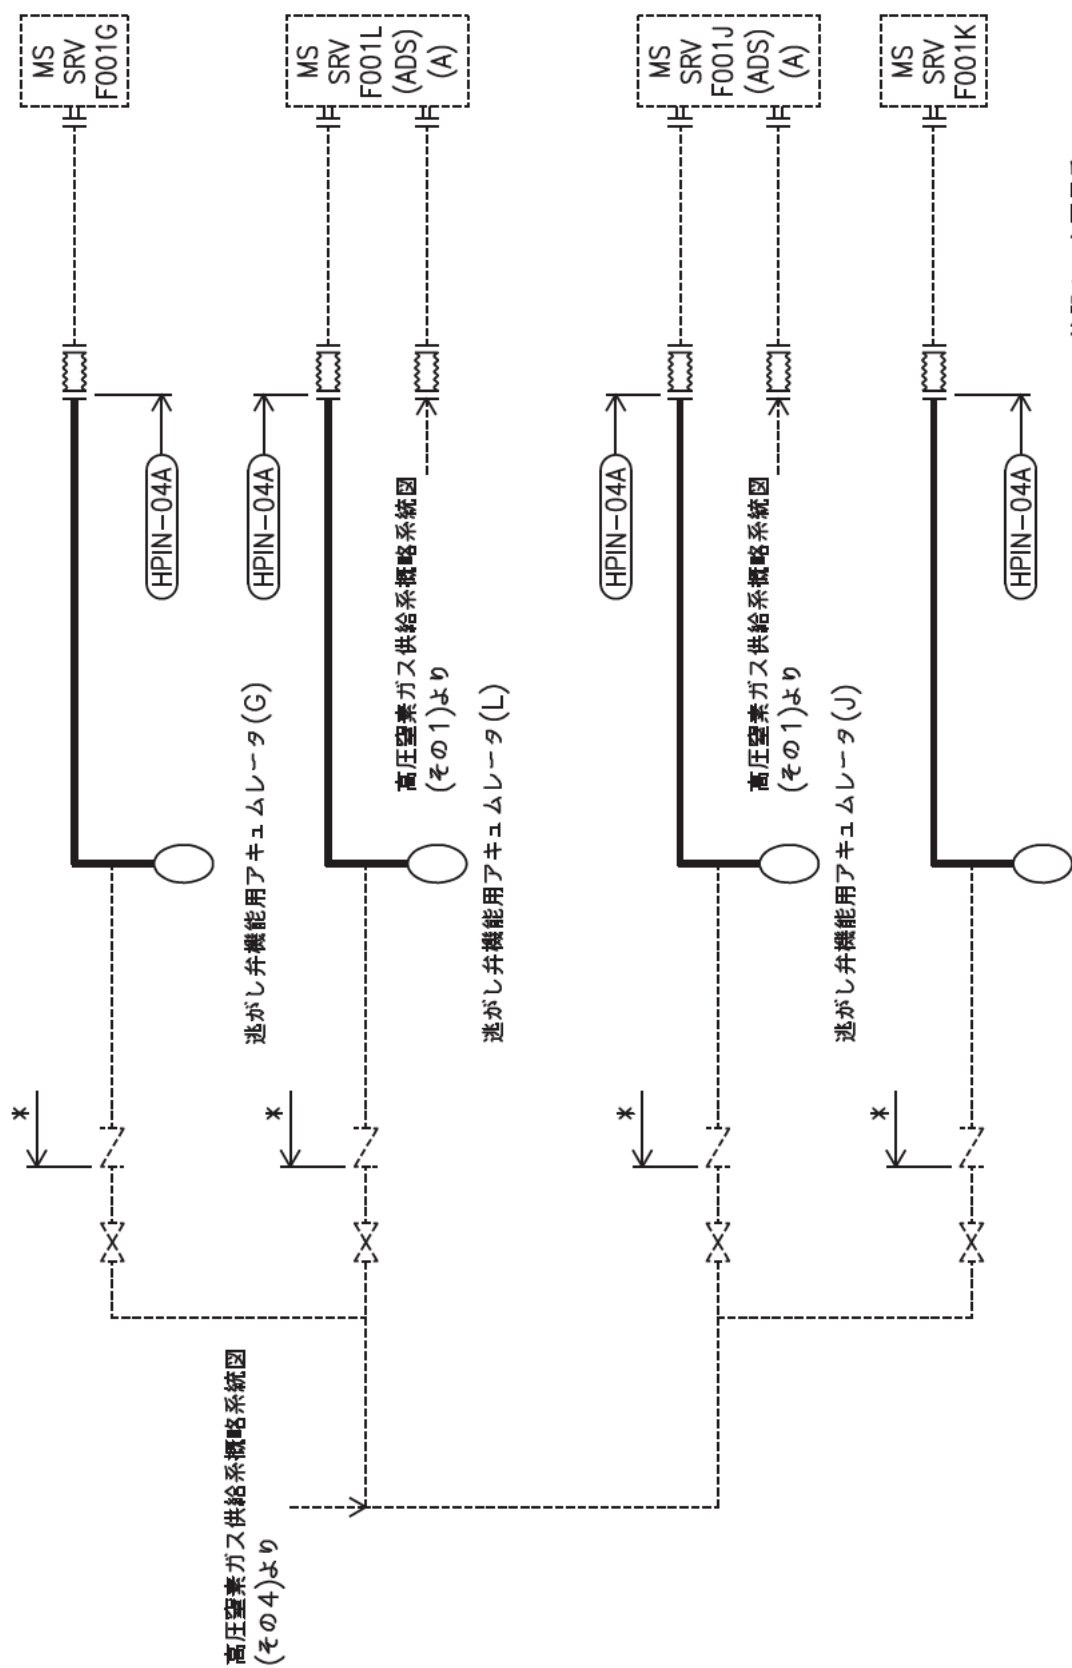 MS
SRV
F001G
MS
SRV
F001L
(ADS)
(A)
MS
SRV
F001J
(ADS)
(A)
MS
SRV
F001K
HPIN-04A
HPIN-04A
HPIN-04A
HPIN-04A
高圧窒素ガス供給系概略系統図
(その1)より
高圧窒素ガス供給系概略系統図
(その1)より
逃がし弁機能用アキュムレータ(G)
逃がし弁機能用アキュムレータ(L)
逃がし弁機能用アキュムレータ(J)
*
*
*
*
高圧窒素ガス供給系概略系統図
(その4)より